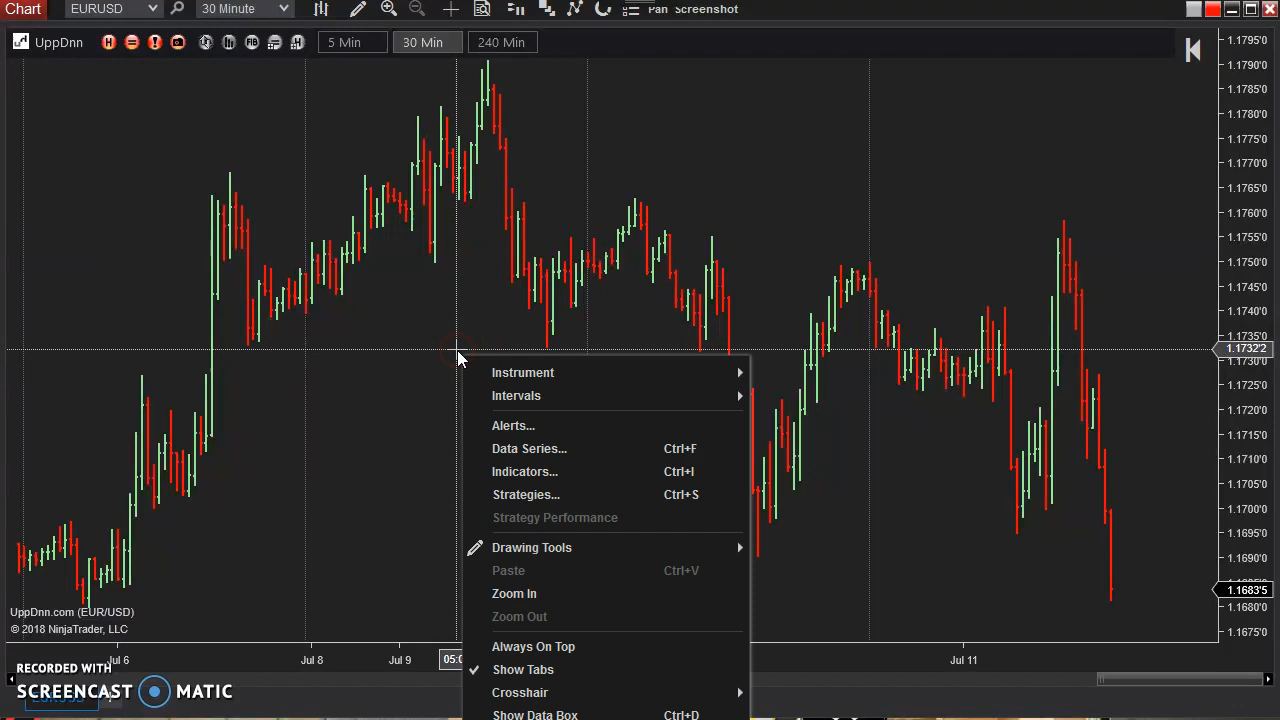 Chart EURUSD 30 Minute Pan Screenshot
UppDnn 5 Min 30 Min 240 Min
1.1795'0
1.1790'0
1.1785'0
1.1780'0
1.1775'0
1.1770'0
1.1765'0
1.1760'0
1.1755'0
1.1750'0
1.1745'0
1.1740'0
1.1735'0
1.1732'2
1.1730'0
1.1725'0
1.1720'0
1.1715'0
1.1710'0
1.1705'0
1.1700'0
1.1695'0
1.1690'0
1.1683'5
1.1680'0
1.1675'0
Instrument
Intervals
Alerts...
Data Series... Ctrl+F
Indicators... Ctrl+I
Strategies... Ctrl+S
Strategy Performance
Drawing Tools
Paste Ctrl+V
Zoom In
Zoom Out
Always On Top
Show Tabs
Crosshair
Show Data Box Ctrl+D
UppDnn.com (EUR/USD)
© 2018 NinjaTrader, LLC
Jul 6 Jul 8 Jul 9 Jul 11
RECORDED WITH
SCREENCAST MATIC
EURUSD